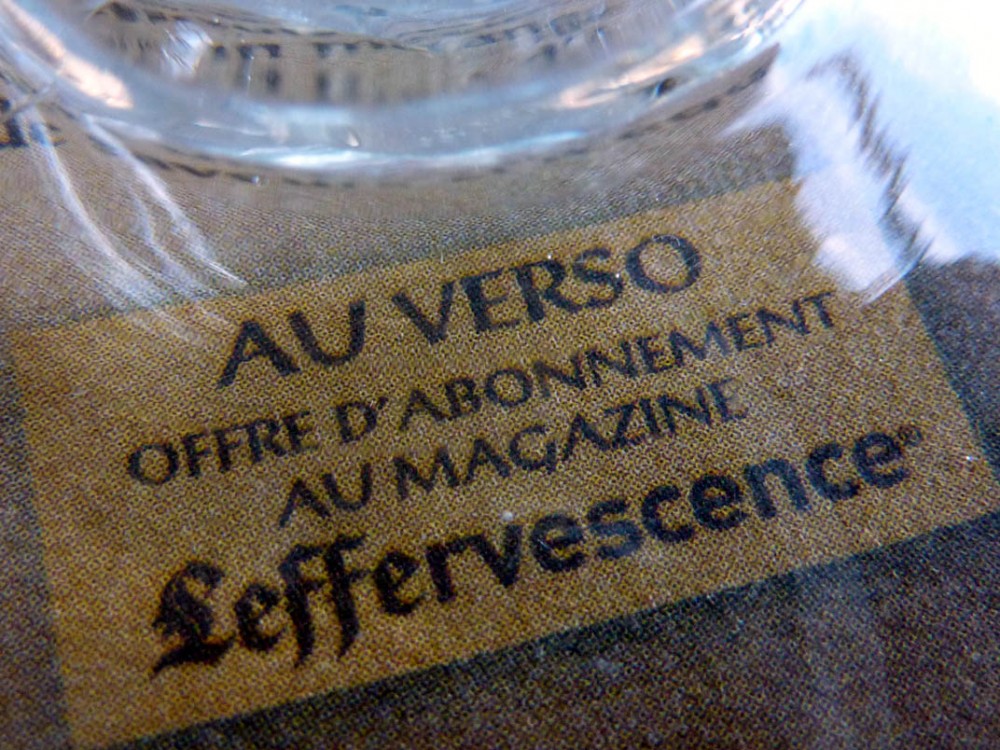 AU VERSO
OFFRE D'ABONNEMENT
AU MAGAZINE
Leffervescence